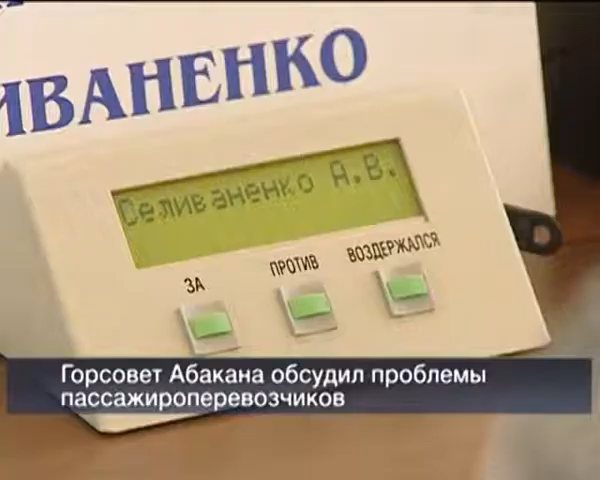 ИВАНЕНКО
Селиваненко А.В.
ЗА ПРОТИВ ВОЗДЕРЖАЛСЯ
Горсовет Абакана обсудил проблемы
пассажироперевозчиков